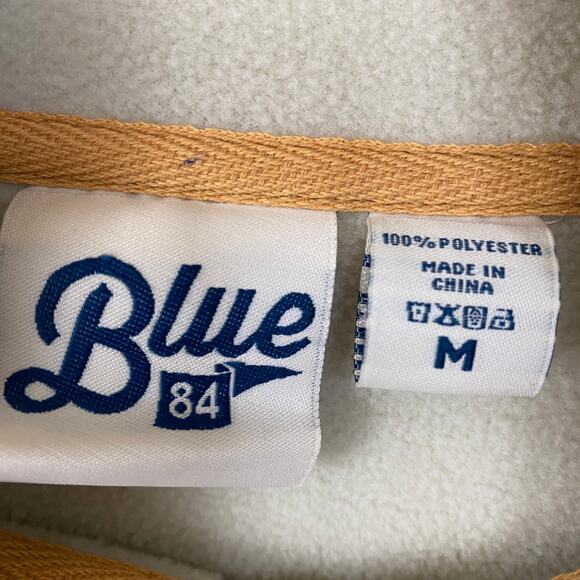 Blue
84
100% POLYESTER
MADE IN
CHINA
M